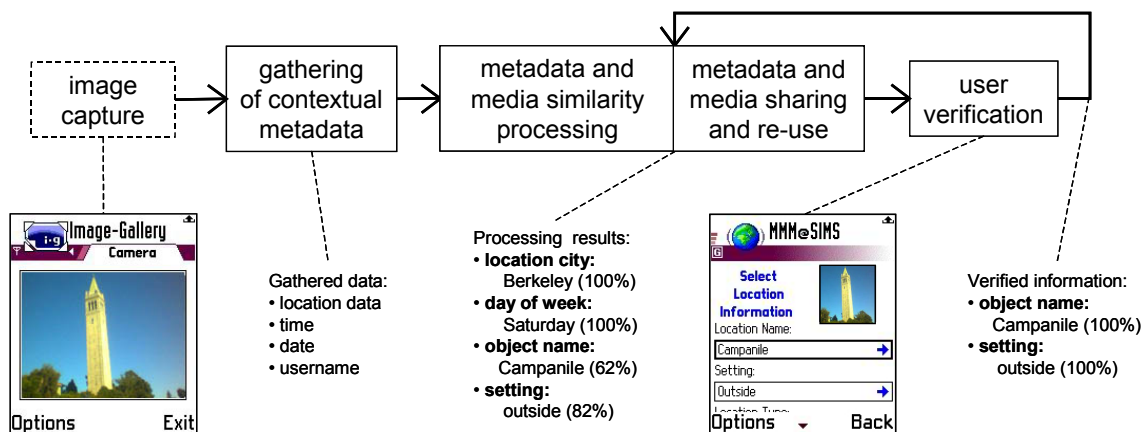 image
capture
gathering
of contextual
metadata
metadata and
media similarity
processing
metadata and
media sharing
and re-use
user
verification
i·g
Image-Gallery
Camera
Options
Exit
Gathered data:
• location data
• time
• date
• username
Processing results:
• location city:
Berkeley (100%)
• day of week:
Saturday (100%)
• object name:
Campanile (62%)
• setting:
outside (82%)
MMM@SIMS
G
Select
Location
Information
Location Name:
Campanile
Setting:
Outside
Location Type:
Options
Back
Verified information:
• object name:
Campanile (100%)
• setting:
outside (100%)